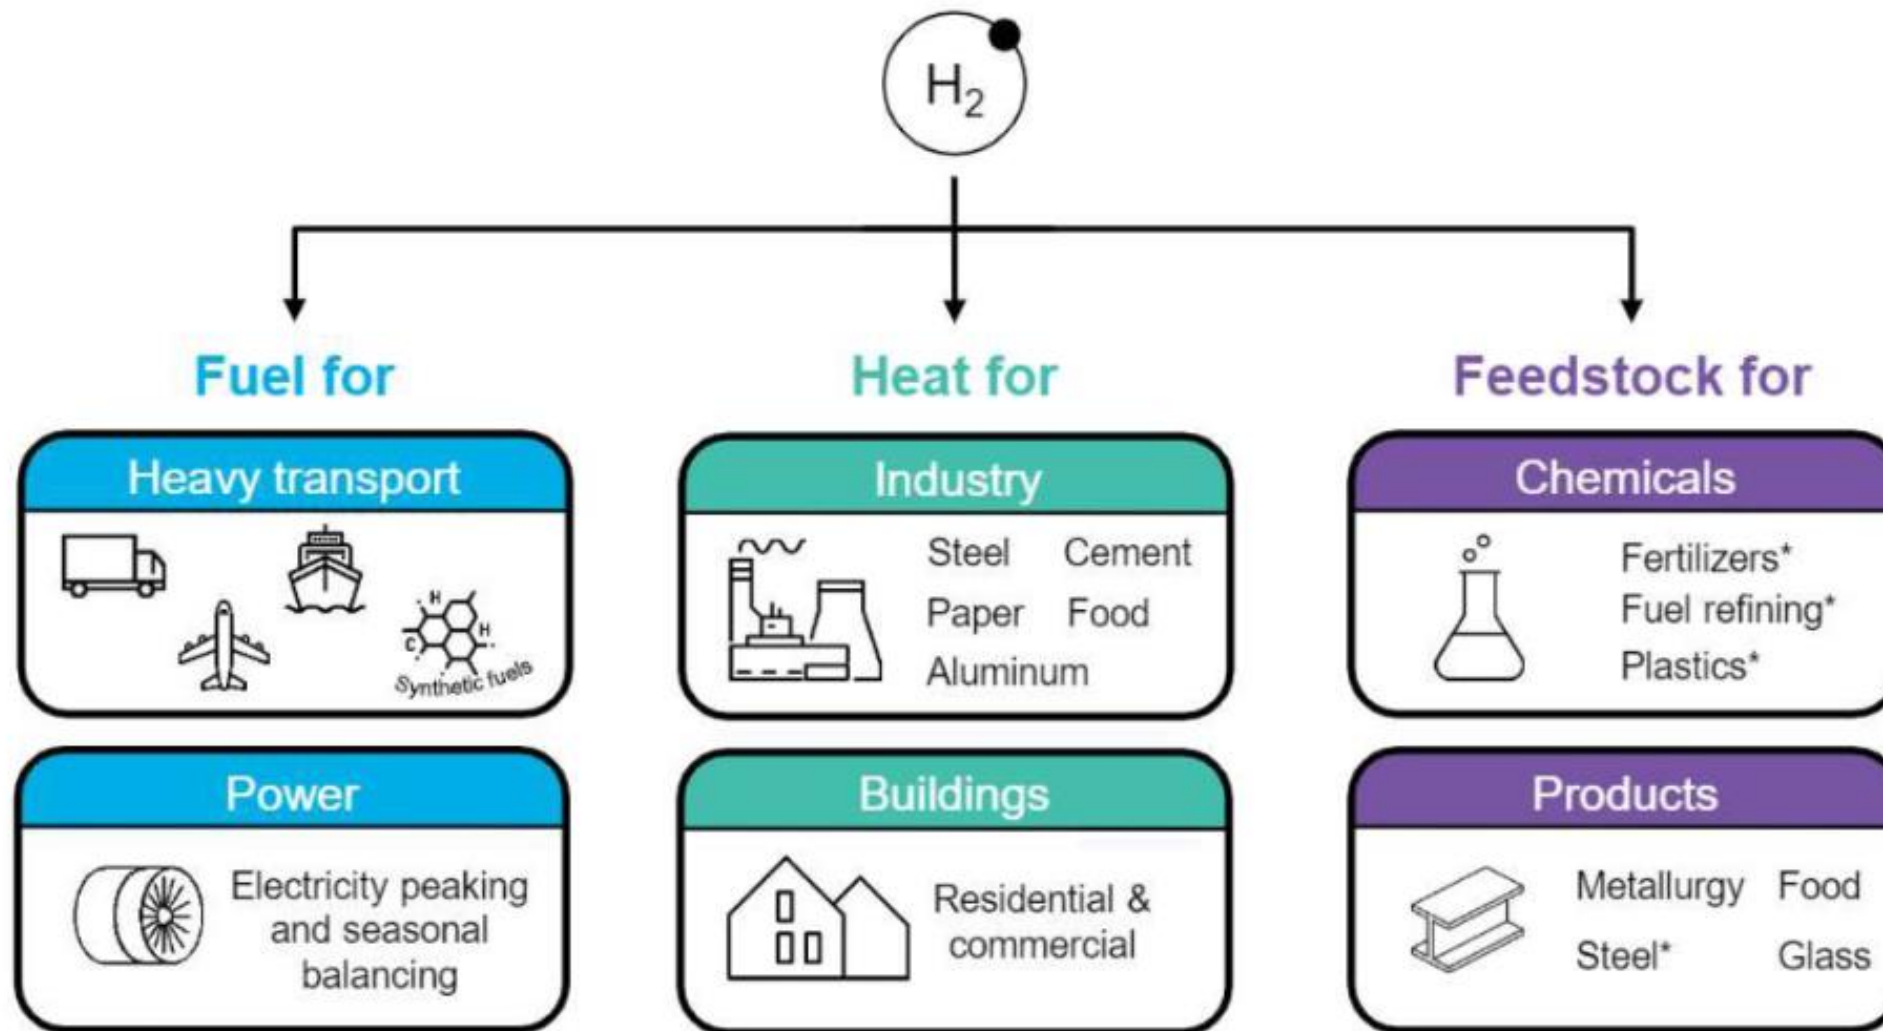 H₂
Fuel for
Heavy transport
H
H
C
Synthetic fuels
Power
Electricity peaking
and seasonal
balancing
Heat for
Industry
Steel Cement
Paper Food
Aluminum
Buildings
Residential &
commercial
Feedstock for
Chemicals
Fertilizers*
Fuel refining*
Plastics*
Products
Metallurgy Food
Steel* Glass